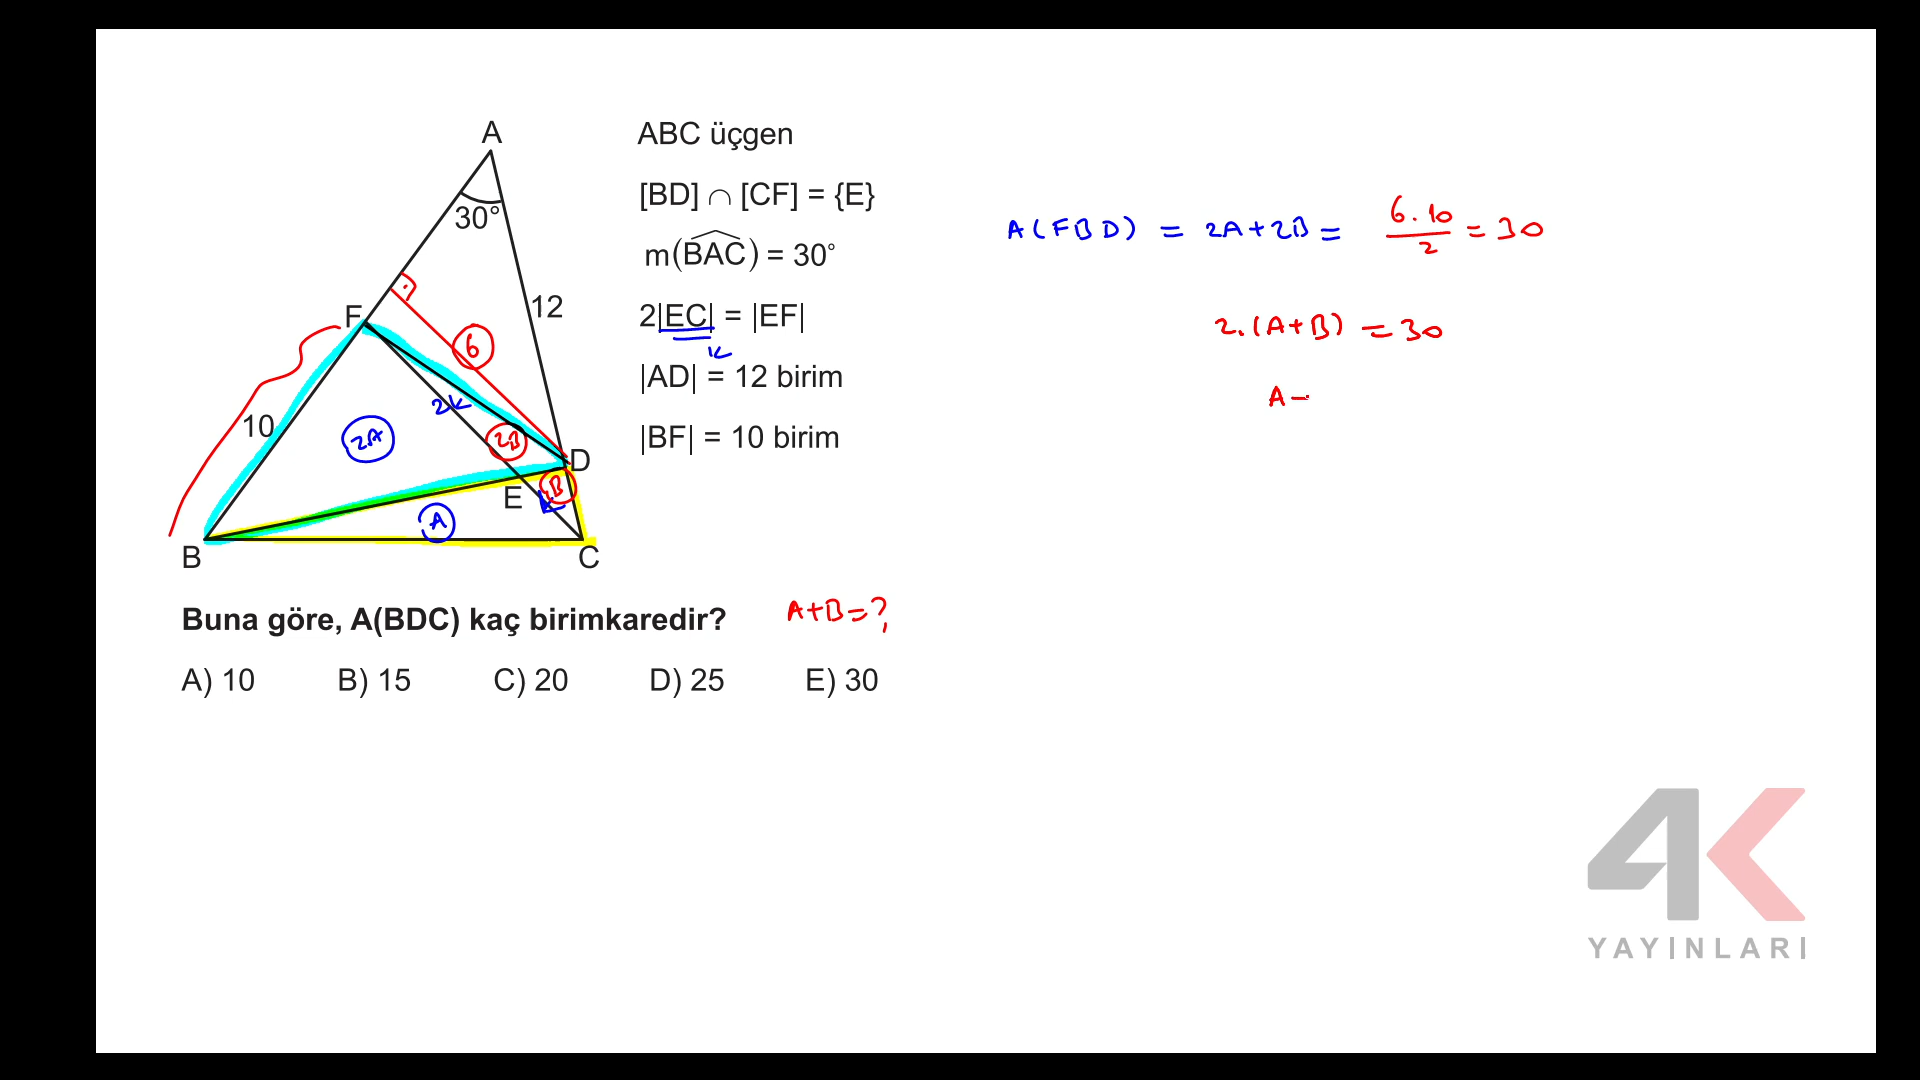 A
30°
12
F
6
10
2K
2A
2B
D
E
B
K
A
B
C
ABC üçgen
[BD] ∩ [CF] = {E}
m(BAC) = 30°
2|EC| = |EF|
K
|AD| = 12 birim
|BF| = 10 birim
Buna göre, A(BDC) kaç birimkaredir?
A+B=?
A) 10 B) 15 C) 20 D) 25 E) 30
A(FBD) = 2A+2B = 6.10/2 = 30
2.(A+B) = 30
A-
4K
YAYINLARI